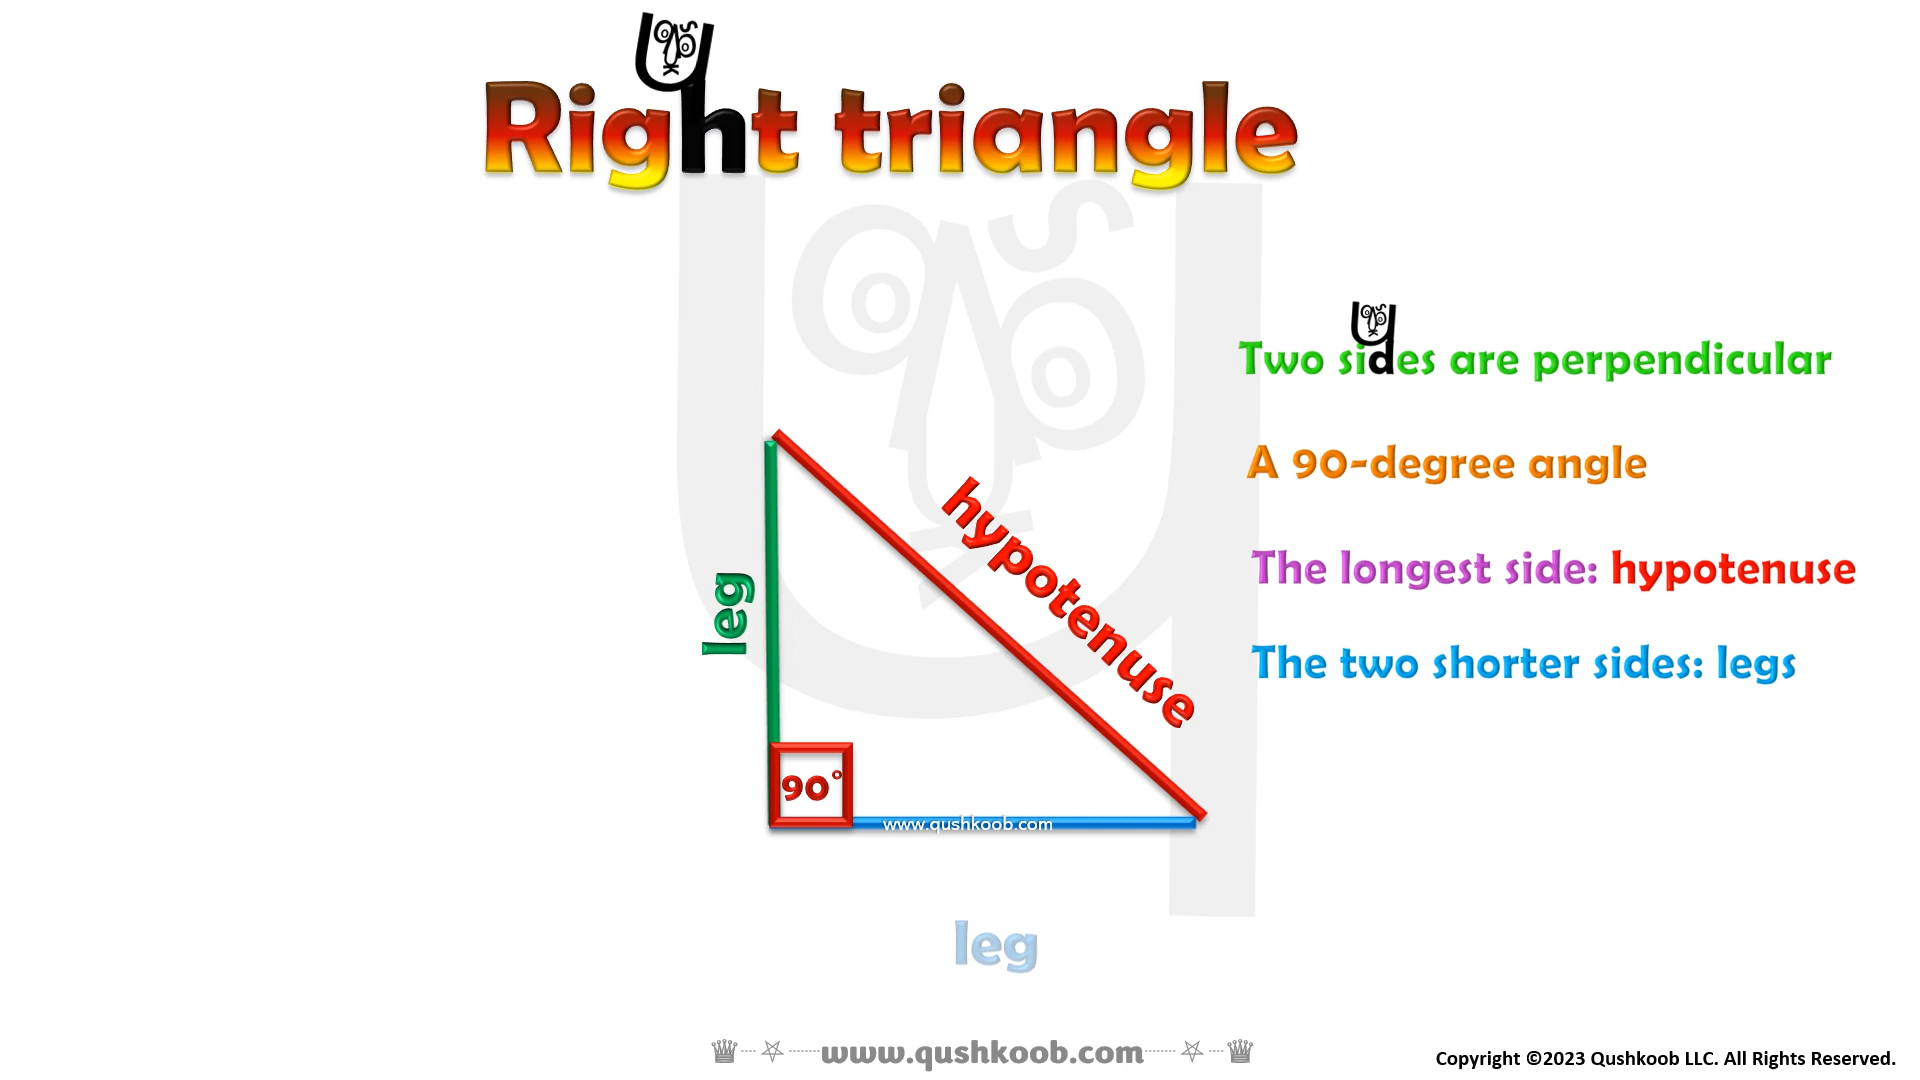 Right triangle
Two sides are perpendicular
A 90-degree angle
hypotenuse
The longest side: hypotenuse
leg
The two shorter sides: legs
90°
www.qushkoob.com
leg
www.qushkoob.com
Copyright ©2023 Qushkoob LLC. All Rights Reserved.